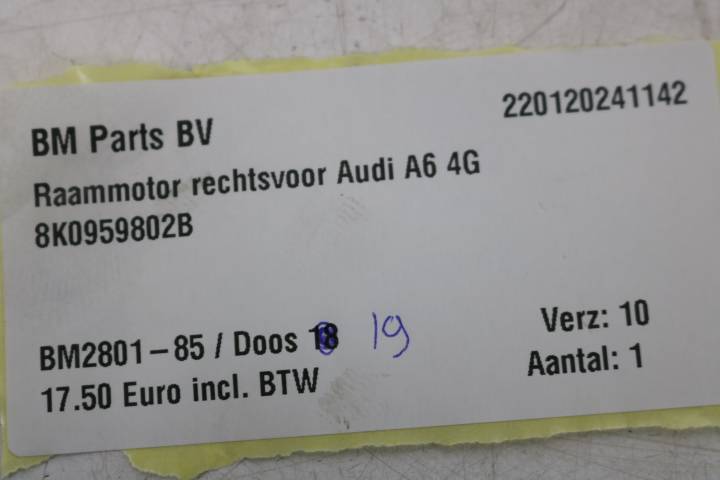 BM Parts BV
220120241142
Raammotor rechtsvoor Audi A6 4G
8K0959802B
BM2801-85 / Doos 18 19
Verz: 10
17.50 Euro incl. BTW
Aantal: 1